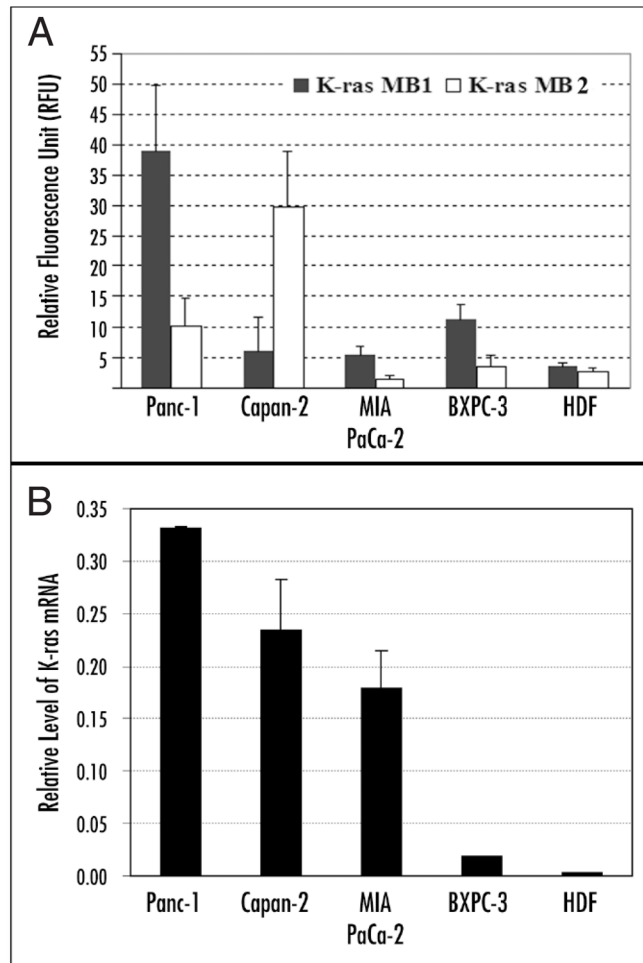 A
Relative Fluorescence Unit (RFU)
55
50
45
40
35
30
25
20
15
10
5
K-ras MB1 K-ras MB 2
Panc-1 Capan-2 MIA BXPC-3 HDF
PaCa-2
B
Relative Level of K-ras mRNA
0.35
0.30
0.25
0.20
0.15
0.10
0.05
0.00
Panc-1 Capan-2 MIA BXPC-3 HDF
PaCa-2